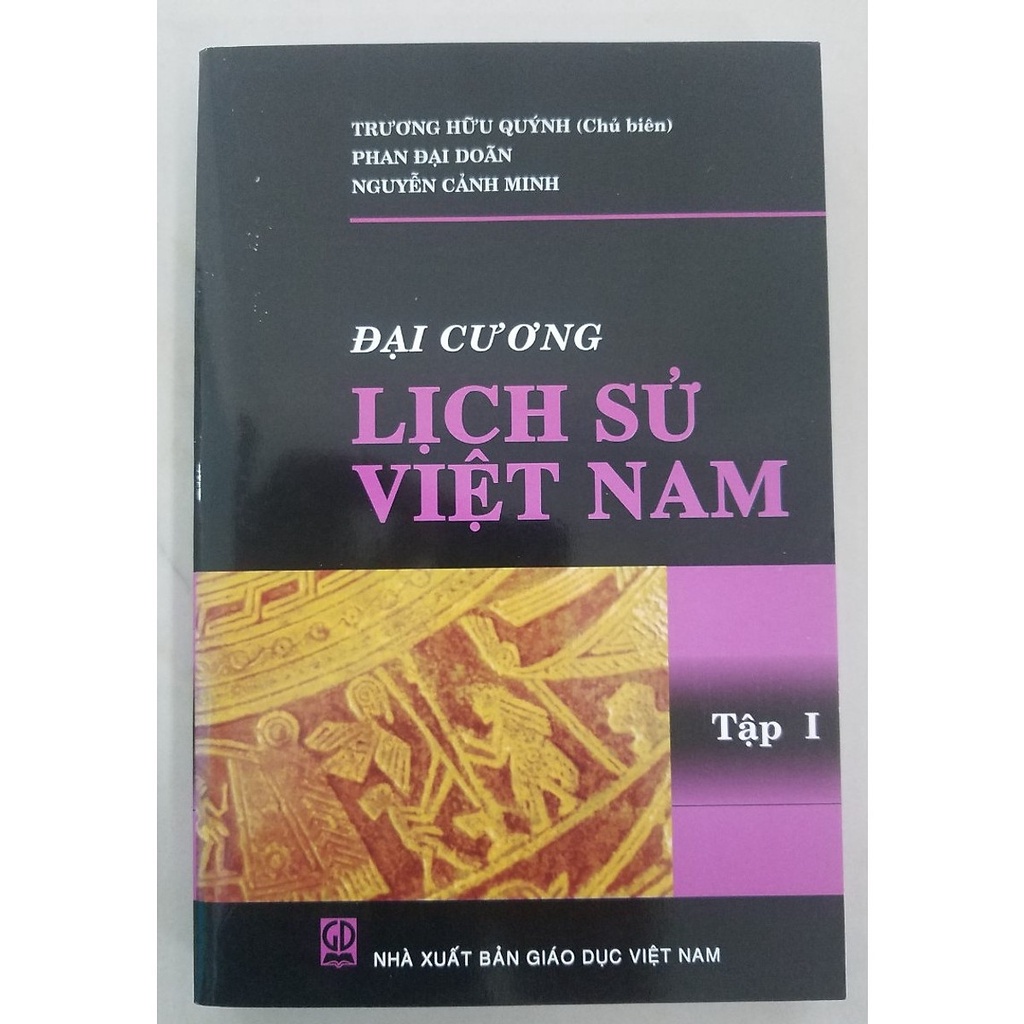 TRƯƠNG HỮU QUÝNH (Chủ biên)
PHAN ĐẠI DOÃN
NGUYỄN CẢNH MINH
ĐẠI CƯƠNG
LỊCH SỬ
VIỆT NAM
Tập I
GD
NHÀ XUẤT BẢN GIÁO DỤC VIỆT NAM